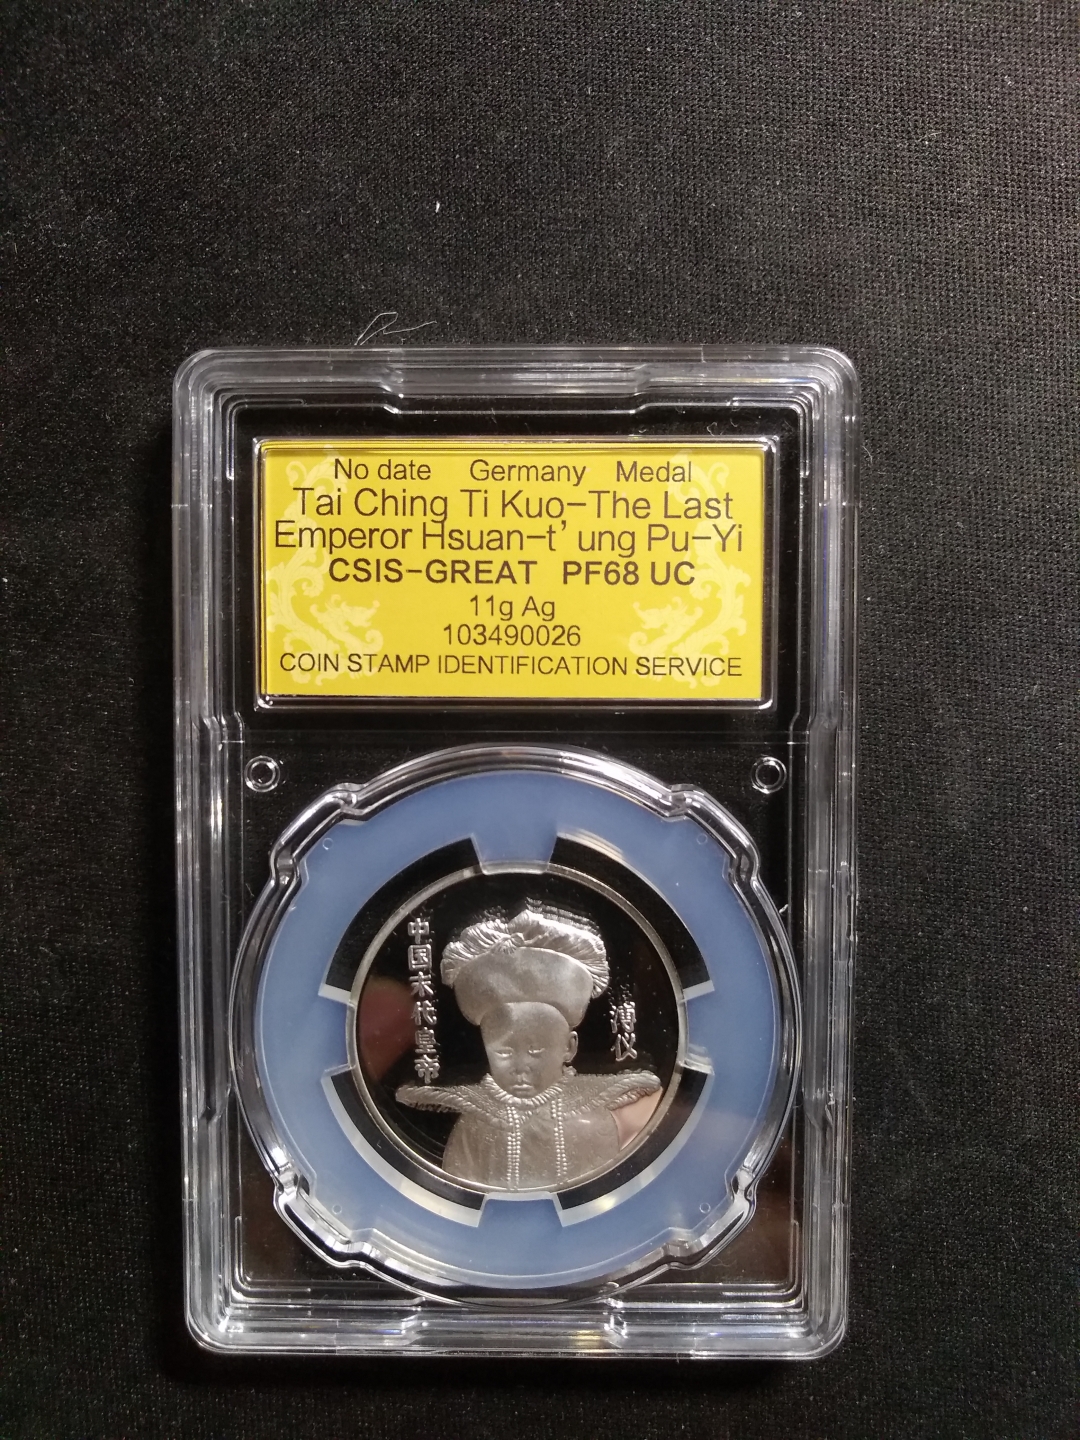 No date Germany Medal
Tai Ching Ti Kuo-The Last
Emperor Hsuan-t' ung Pu-Yi
CSIS-GREAT PF68 UC
11g Ag
103490026
COIN STAMP IDENTIFICATION SERVICE
中国末代皇帝
溥仪